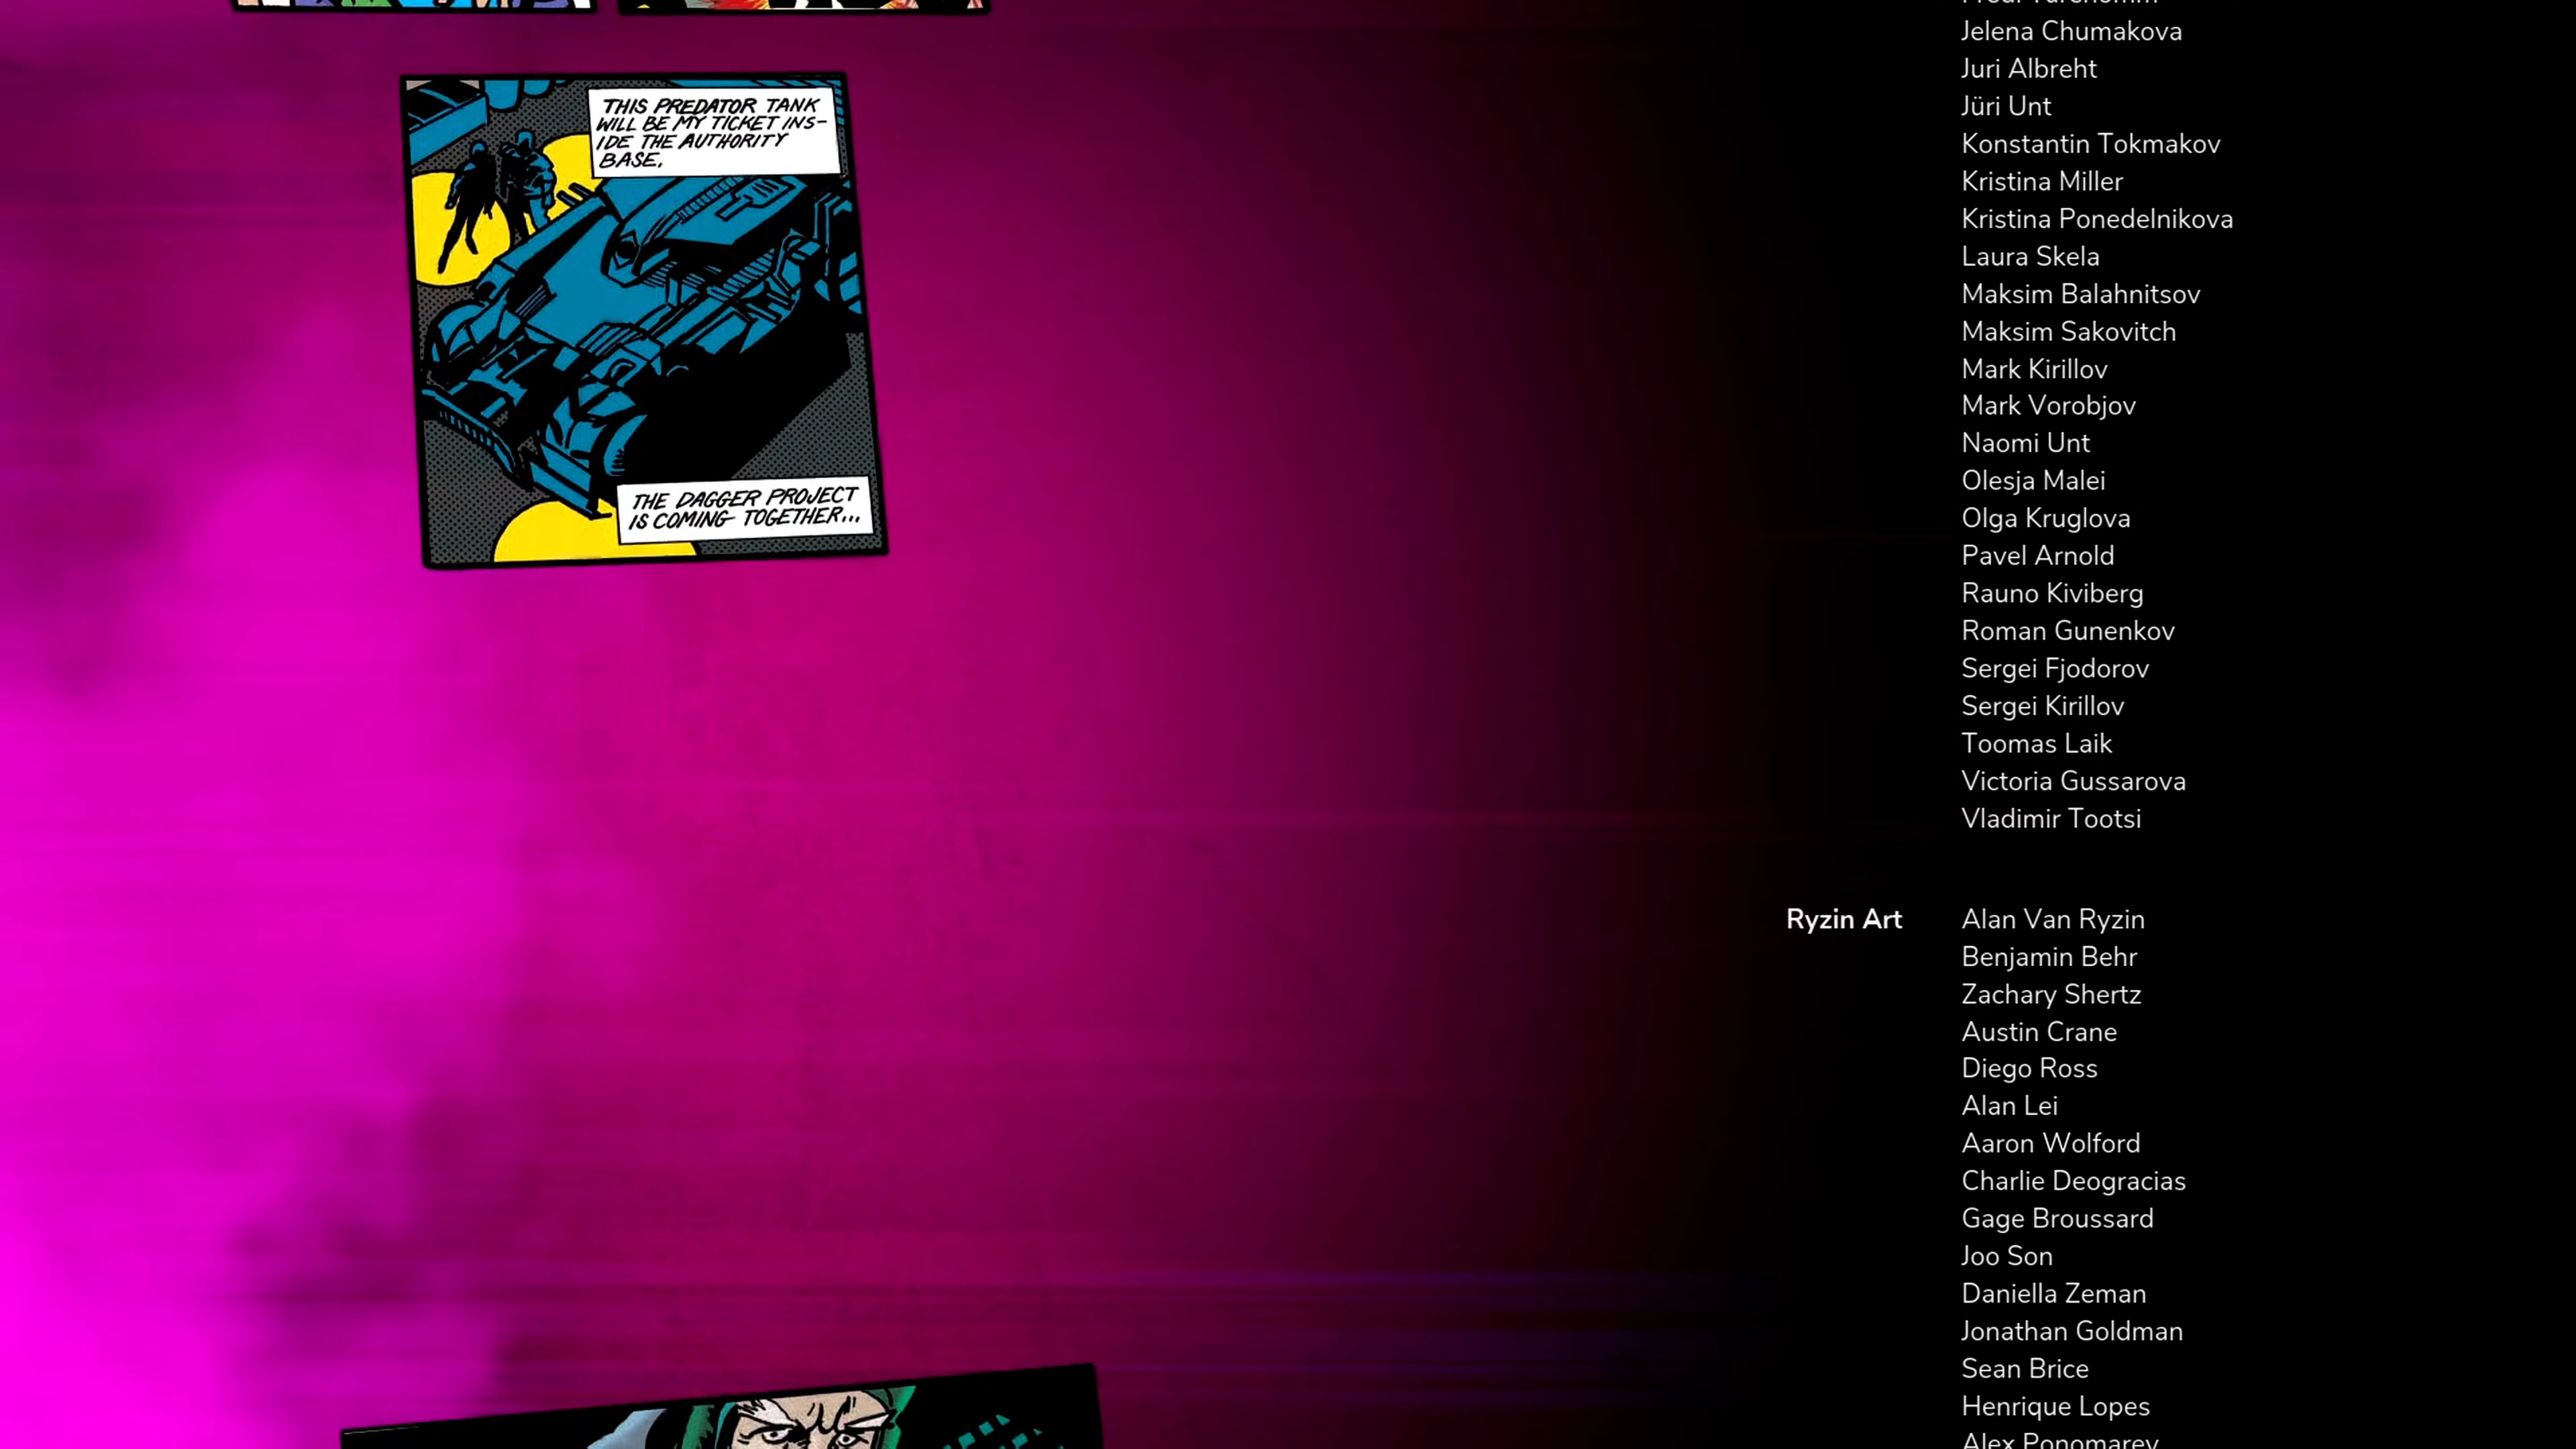 THIS PREDATOR TANK
WILL BE MY TICKET INS-
IDE THE AUTHORITY
BASE.
THE DAGGER PROJECT
IS COMING TOGETHER...
Jelena Chumakova
Juri Albreht
Jüri Unt
Konstantin Tokmakov
Kristina Miller
Kristina Ponedelnikova
Laura Skela
Maksim Balahnitsov
Maksim Sakovitch
Mark Kirillov
Mark Vorobjov
Naomi Unt
Olesja Malei
Olga Kruglova
Pavel Arnold
Rauno Kiviberg
Roman Gunenkov
Sergei Fjodorov
Sergei Kirillov
Toomas Laik
Victoria Gussarova
Vladimir Tootsi
Ryzin Art Alan Van Ryzin
Benjamin Behr
Zachary Shertz
Austin Crane
Diego Ross
Alan Lei
Aaron Wolford
Charlie Deogracias
Gage Broussard
Joo Son
Daniella Zeman
Jonathan Goldman
Sean Brice
Henrique Lopes
Alex Ponomarev